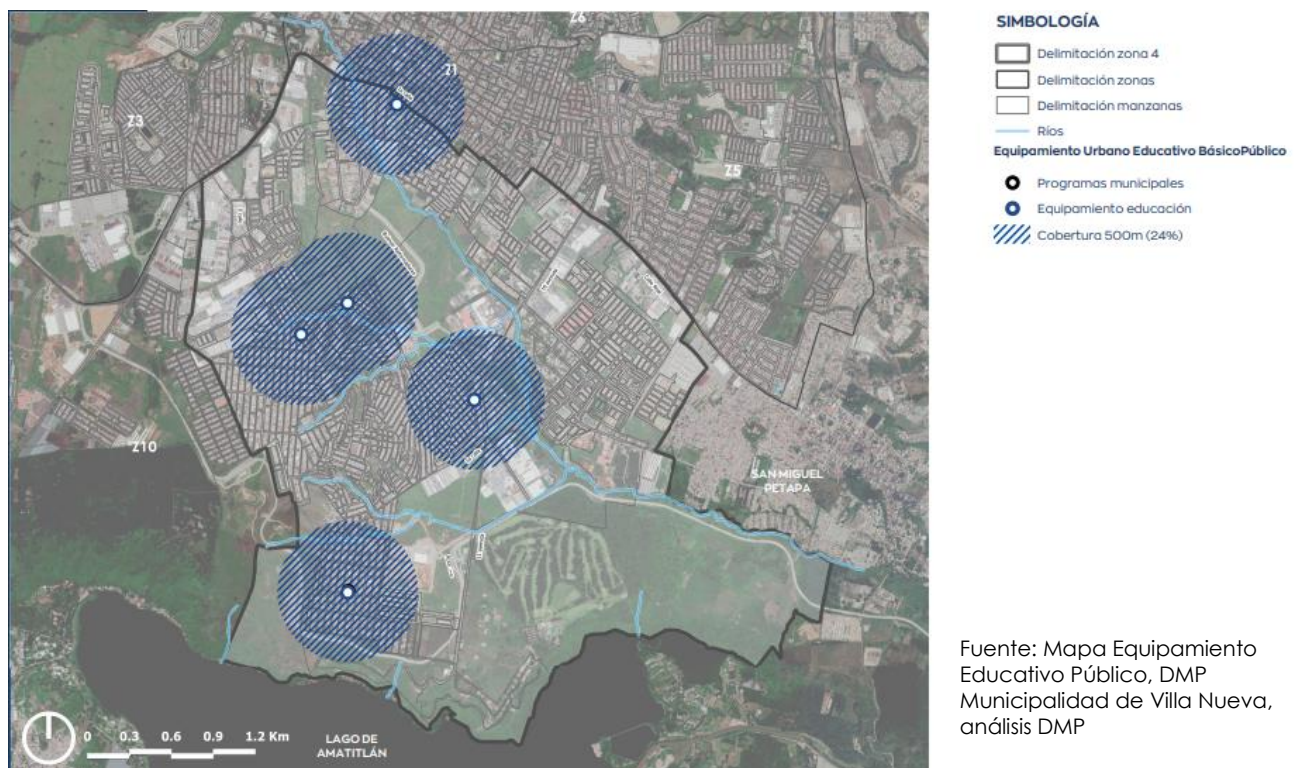 Z6
Z1
Z3
Z5
Z10
SAN MIGUEL
PETAPA
0 0.3 0.6 0.9 1.2 Km
LAGO DE
AMATITLÁN
SIMBOLOGÍA
Delimitación zona 4
Delimitación zonas
Delimitación manzanas
Ríos
Equipamiento Urbano Educativo BásicoPúblico
Programas municipales
Equipamiento educación
Cobertura 500m (24%)
Fuente: Mapa Equipamiento
Educativo Público, DMP
Municipalidad de Villa Nueva,
análisis DMP